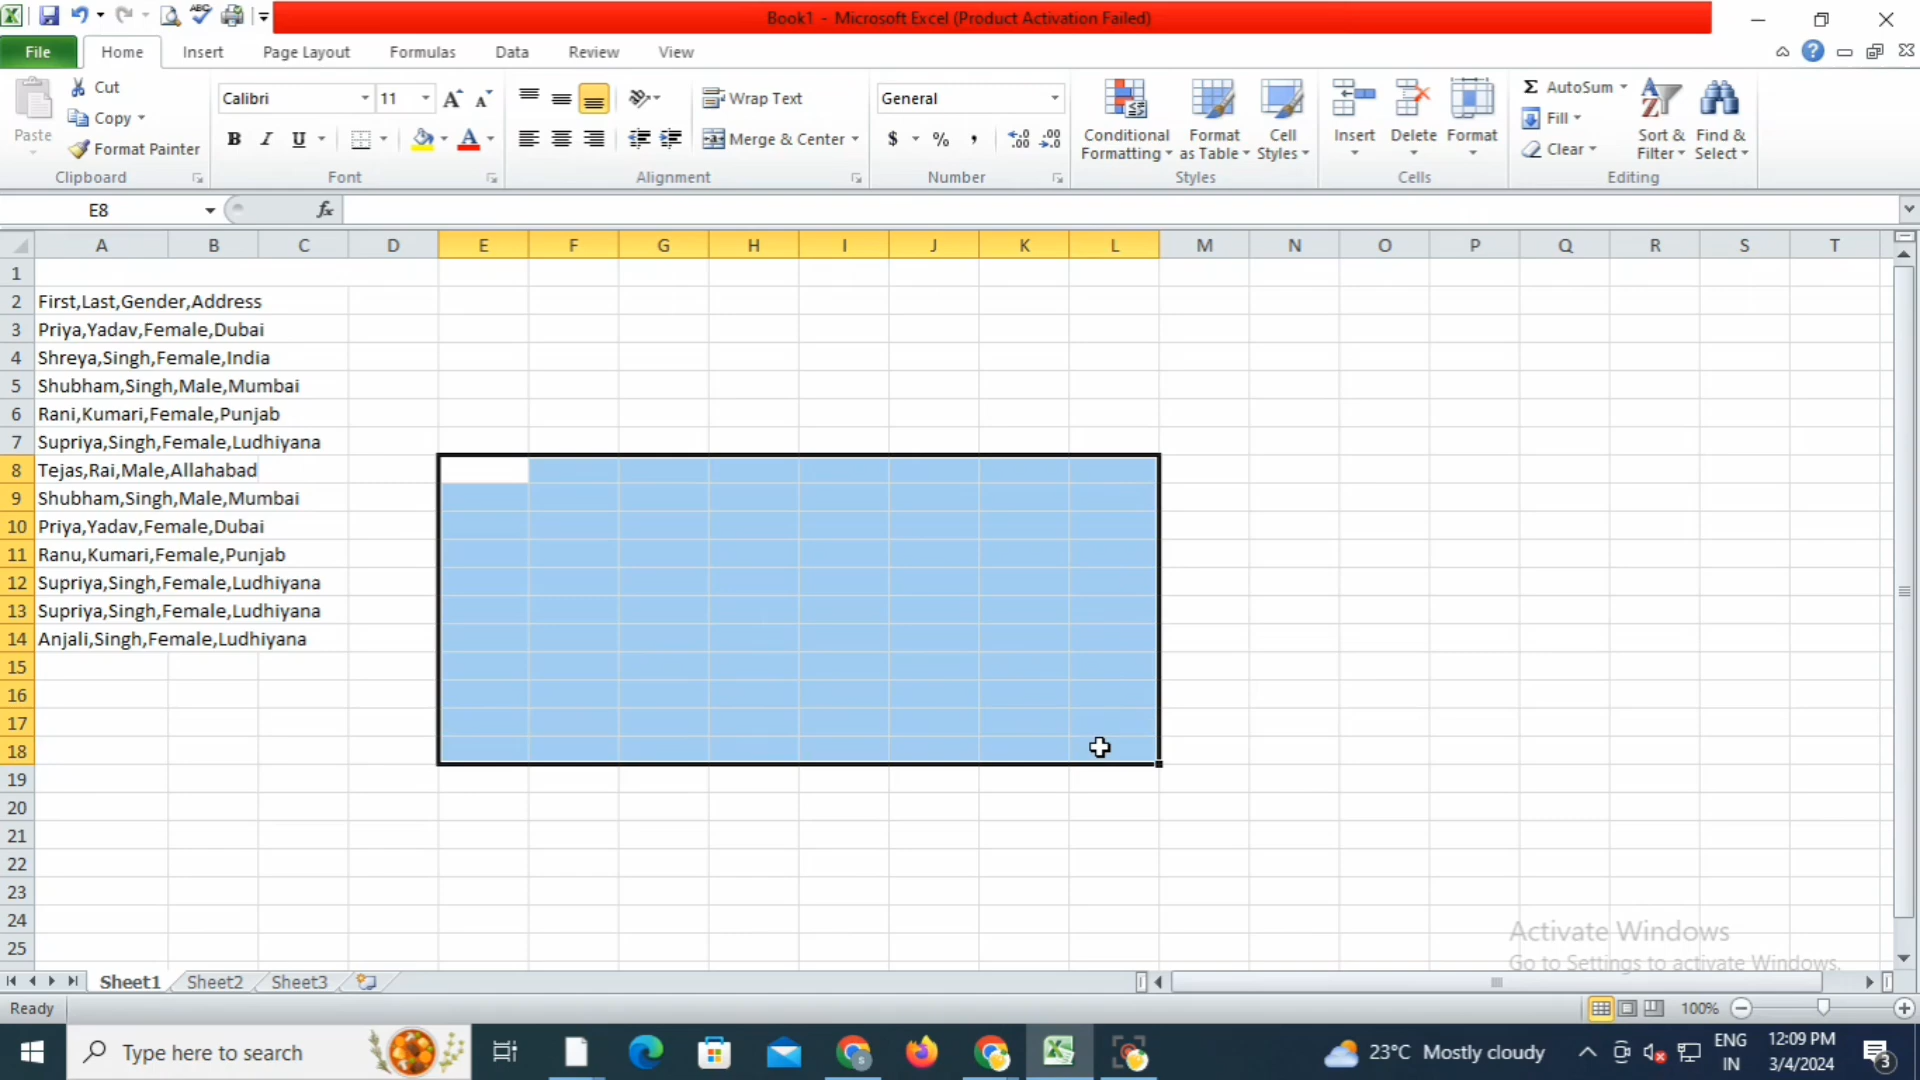 Book1 - Microsoft Excel (Product Activation Failed)
File Home Insert Page Layout Formulas Data Review View
Paste
Cut
Copy
Format Painter
Clipboard
Calibri 11
B I U
Font
Wrap Text
Merge & Center
Alignment
General
$ % ,
Number
Conditional Formatting
Format as Table
Cell Styles
Styles
Insert Delete Format
Cells
Σ AutoSum
Fill
Clear
Sort & Filter
Find & Select
Editing
E8 fx
A B C D E F G H I J K L M N O P Q R S T
1
2 First,Last,Gender,Address
3 Priya,Yadav,Female,Dubai
4 Shreya,Singh,Female,India
5 Shubham,Singh,Male,Mumbai
6 Rani,Kumari,Female,Punjab
7 Supriya,Singh,Female,Ludhiyana
8 Tejas,Rai,Male,Allahabad
9 Shubham,Singh,Male,Mumbai
10 Priya,Yadav,Female,Dubai
11 Ranu,Kumari,Female,Punjab
12 Supriya,Singh,Female,Ludhiyana
13 Supriya,Singh,Female,Ludhiyana
14 Anjali,Singh,Female,Ludhiyana
15
16
17
18
19
20
21
22
23
24
25
Activate Windows
Go to Settings to activate Windows.
Sheet1 Sheet2 Sheet3
Ready 100%
Type here to search
23°C Mostly cloudy
ENG
IN
12:09 PM
3/4/2024
3